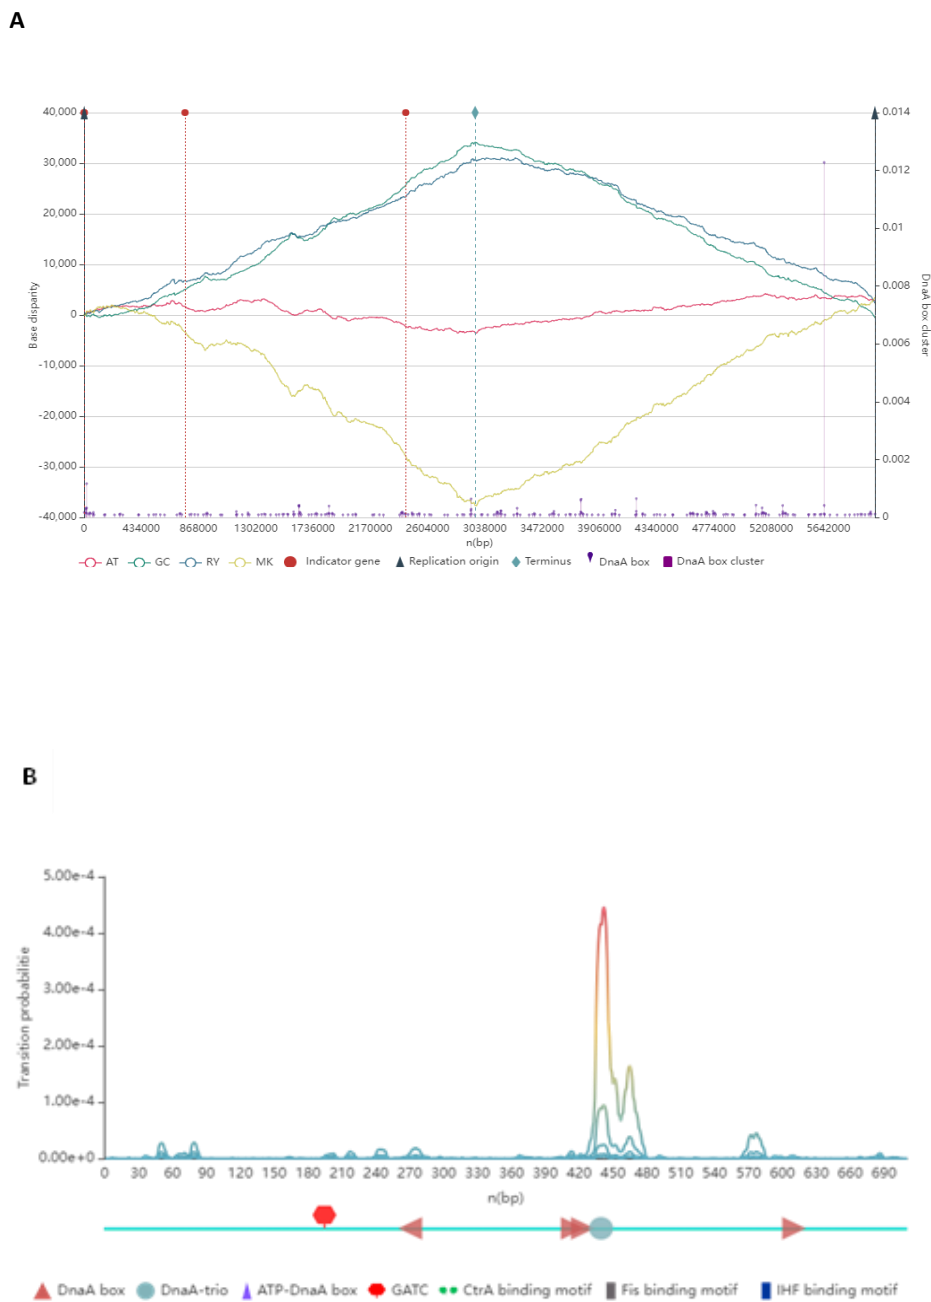 A
40,000
30,000
20,000
10,000
0
-10,000
-20,000
-30,000
-40,000
Base disparity
0.014
0.012
0.01
0.008
0.006
0.004
0.002
0
DnaA box cluster
0 434000 868000 1302000 1736000 2170000 2604000 3038000 3472000 3906000 4340000 4774000 5208000 5642000
n(bp)
AT GC RY MK Indicator gene Replication origin Terminus DnaA box DnaA box cluster
B
5.00e-4
4.00e-4
3.00e-4
2.00e-4
1.00e-4
0.00e+0
Transition probabilitie
0 30 60 90 120 150 180 210 240 270 300 330 360 390 420 450 480 510 540 570 600 630 660 690
n(bp)
DnaA box DnaA-trio ATP-DnaA box GATC CtrA binding motif Fis binding motif IHF binding motif